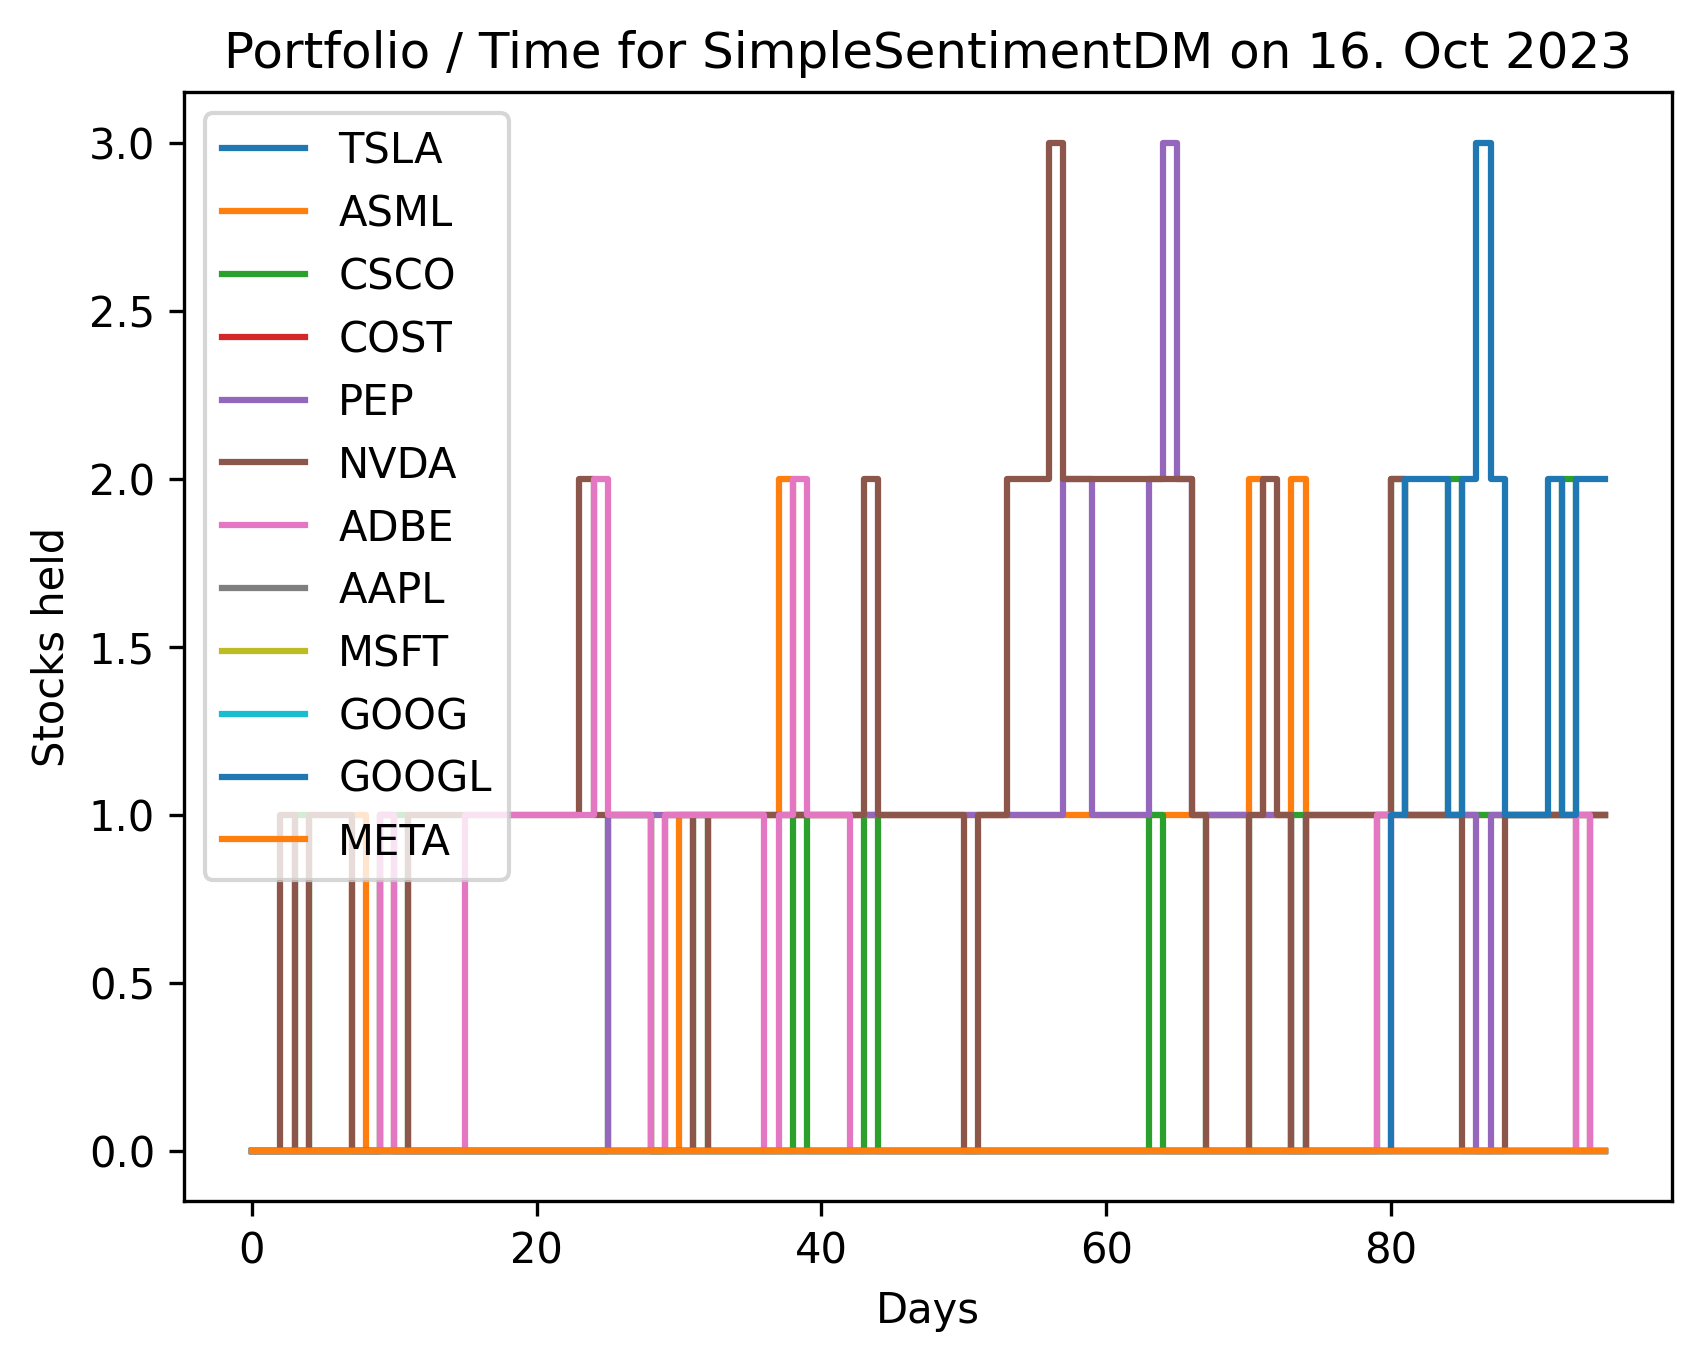 Portfolio / Time for SimpleSentimentDM on 16. Oct 2023
3.0
2.5
2.0
1.5
1.0
0.5
0.0
Stocks held
TSLA
ASML
CSCO
COST
PEP
NVDA
ADBE
AAPL
MSFT
GOOG
GOOGL
META
0
20
40
60
80
Days